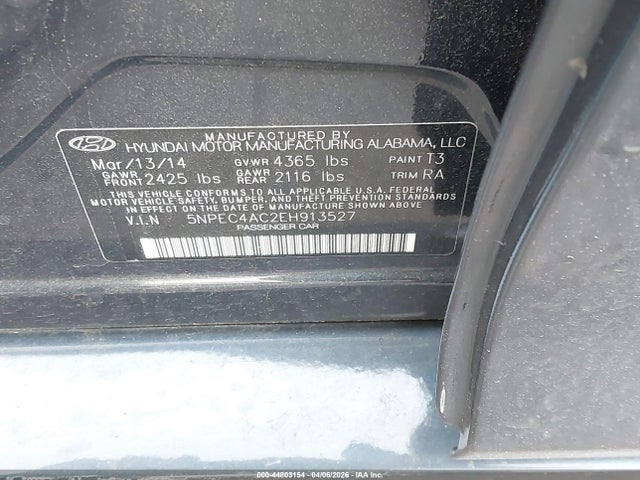 MANUFACTURED BY
HYUNDAI MOTOR MANUFACTURING ALABAMA, LLC
Mar/13/14 GVWR 4365 lbs PAINT T3
GAWR FRONT 2425 lbs GAWR REAR 2116 lbs TRIM RA
THIS VEHICLE CONFORMS TO ALL APPLICABLE U.S.A. FEDERAL
MOTOR VEHICLE SAFETY, BUMPER, AND THEFT PREVENTION STANDARDS
IN EFFECT ON THE DATE OF MANUFACTURE SHOWN ABOVE.
V.I.N 5NPEC4AC2EH913527
PASSENGER CAR
000-44803154 - 04/06/2026 - IAA Inc.